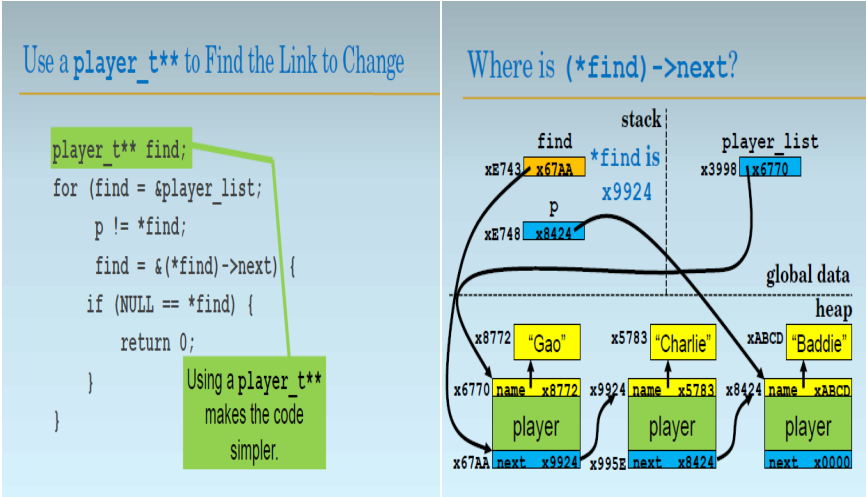 Use a player_t** to Find the Link to Change
player_t** find;
for (find = &player_list;
p != *find;
find = &(*find)->next) {
if (NULL == *find) {
return 0;
}
}
Using a player_t**
makes the code
simpler.
Where is (*find)->next?
stack
find
player_list
xE743 x67AA
*find is
x9924
x3998 x6770
p
xE748 x8424
global data
heap
x8772 "Gao"
x5783 "Charlie"
xABCD "Baddie"
x6770 name x8772
x9924 name x5783
x8424 name xABCD
player
player
player
x67AA next x9924
x995E next x8424
next x0000